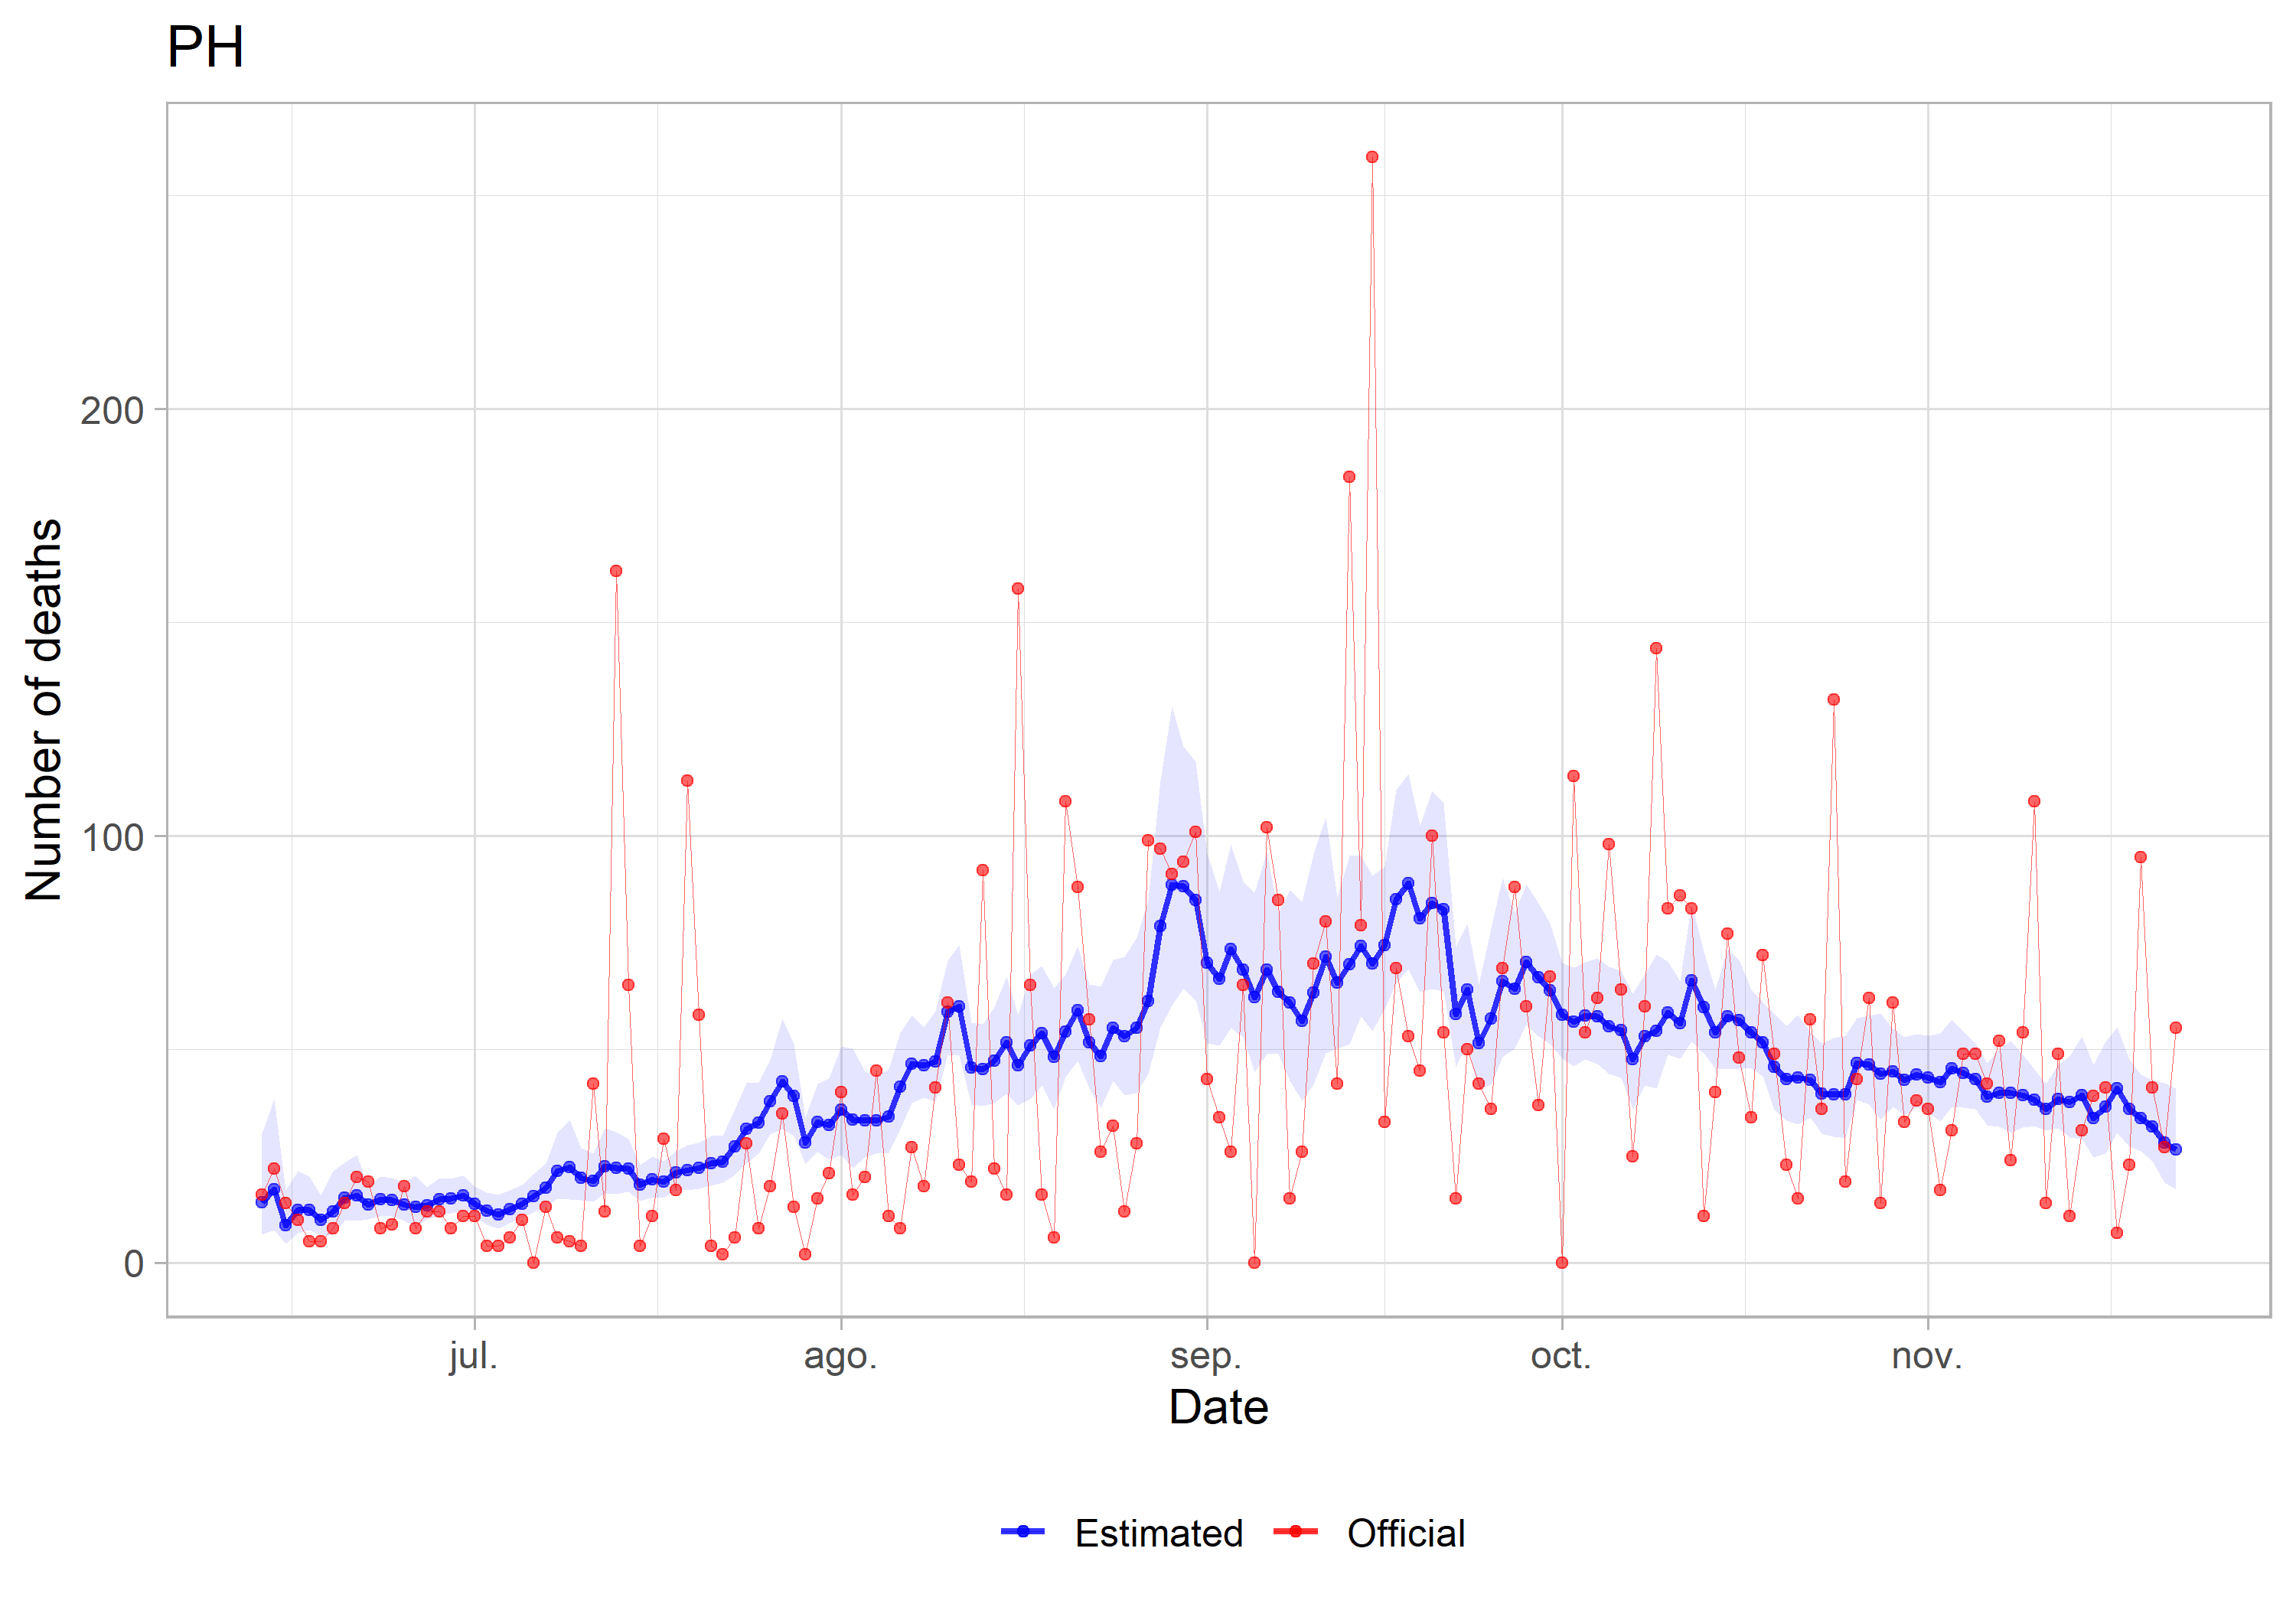 PH
Number of deaths
200
100
0
jul. ago. sep. oct. nov.
Date
Estimated Official